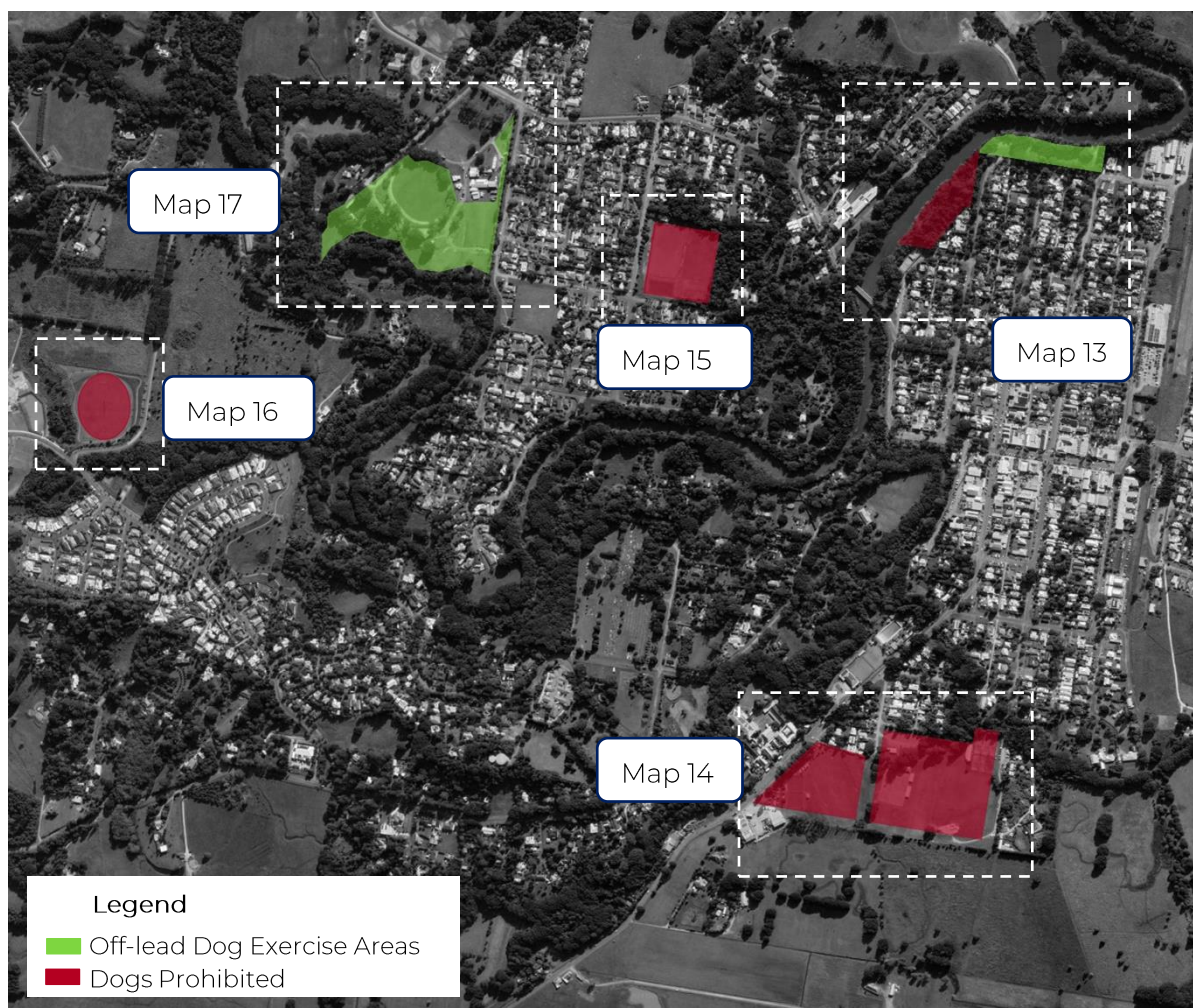 Map 17
Map 15
Map 13
Map 16
Map 14
Legend
Off-lead Dog Exercise Areas
Dogs Prohibited